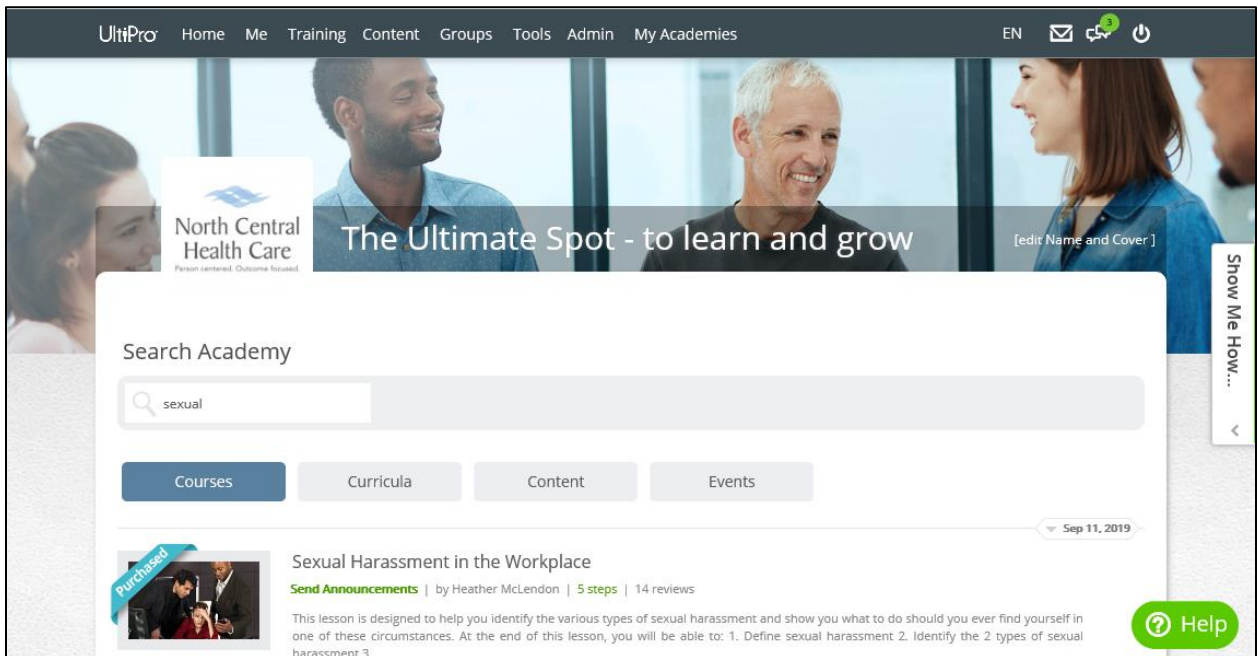 UltiPro Home Me Training Content Groups Tools Admin My Academies EN 3
North Central
Health Care
Person centered. Outcome focused.
The Ultimate Spot - to learn and grow
[edit Name and Cover ]
Show Me How...
Search Academy
sexual
Courses Curricula Content Events
Sep 11, 2019
Purchased
Sexual Harassment in the Workplace
Send Announcements | by Heather McLendon | 5 steps | 14 reviews
This lesson is designed to help you identify the various types of sexual harassment and show you what to do should you ever find yourself in
one of these circumstances. At the end of this lesson, you will be able to: 1. Define sexual harassment 2. Identify the 2 types of sexual
harassment 3
Help